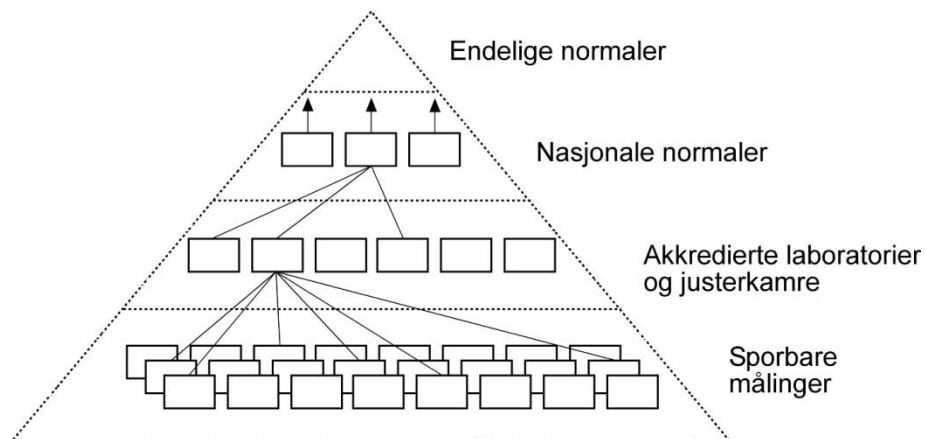 Endelige normaler
Nasjonale normaler
Akkredierte laboratorier
og justerkamre
Sporbare
målinger